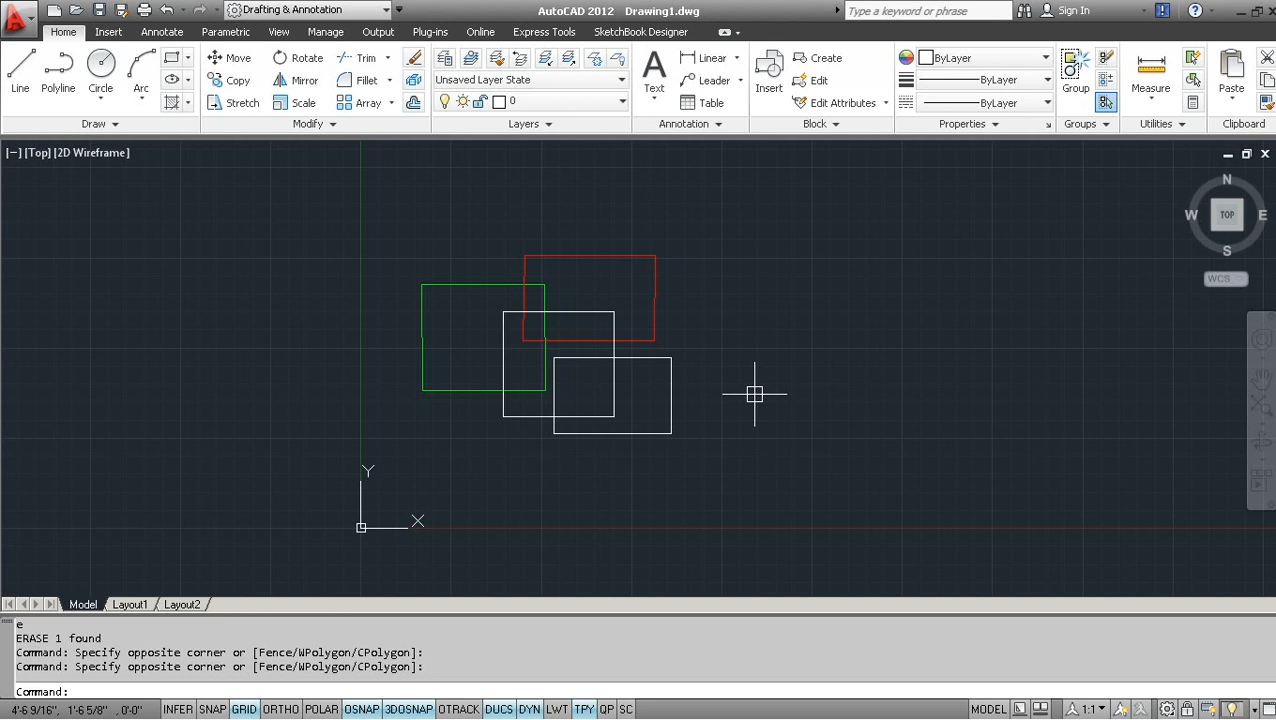 Drafting & Annotation
AutoCAD 2012 Drawing1.dwg
Type a keyword or phrase
Sign In
Home Insert Annotate Parametric View Manage Output Plug-ins Online Express Tools SketchBook Designer
Line
Polyline
Circle
Arc
Move
Copy
Stretch
Rotate
Mirror
Scale
Trim
Fillet
Array
Unsaved Layer State
0
Text
Linear
Leader
Table
Insert
Create
Edit
Edit Attributes
ByLayer
ByLayer
ByLayer
Group
Measure
Paste
Draw Modify Layers Annotation Block Properties Groups Utilities Clipboard
[−] [Top] [2D Wireframe]
N
W TOP E
S
WCS
Y
X
Model Layout1 Layout2
e
ERASE 1 found
Command: Specify opposite corner or [Fence/WPolygon/CPolygon]:
Command: Specify opposite corner or [Fence/WPolygon/CPolygon]:
Command:
4'-6 9/16", 1'-6 5/8" , 0'-0" INFER SNAP GRID ORTHO POLAR OSNAP 3DOSNAP OTRACK DUCS DYN LWT TPY QP SC MODEL 1:1